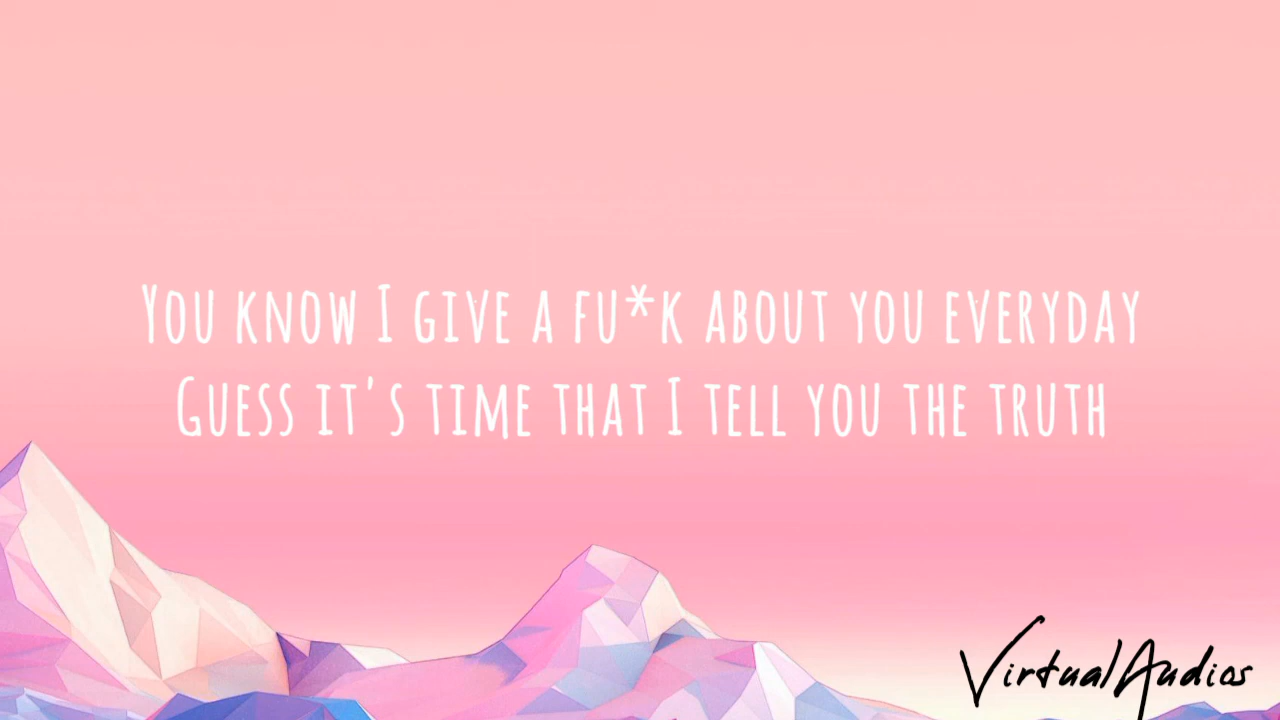 You know I give a fu*k about you everyday
Guess it's time that I tell you the truth
VirtualAudios